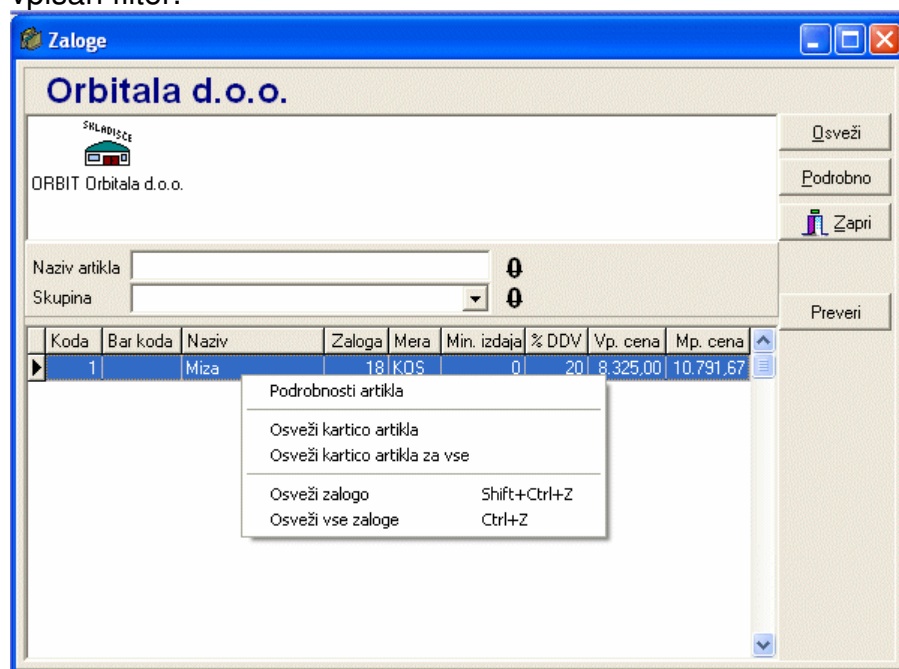 vpisan filter.
Zaloge
Orbitala d.o.o.
SKLADIŠČE
ORBIT Orbitala d.o.o.
Osveži
Podrobno
Zapri
Naziv artikla
Skupina
Preveri
Koda Bar koda Naziv Zaloga Mera Min. izdaja % DDV Vp. cena Mp. cena
1 Miza 18 KOS 0 20 8.325,00 10.791,67
Podrobnosti artikla
Osveži kartico artikla
Osveži kartico artikla za vse
Osveži zalogo Shift+Ctrl+Z
Osveži vse zaloge Ctrl+Z